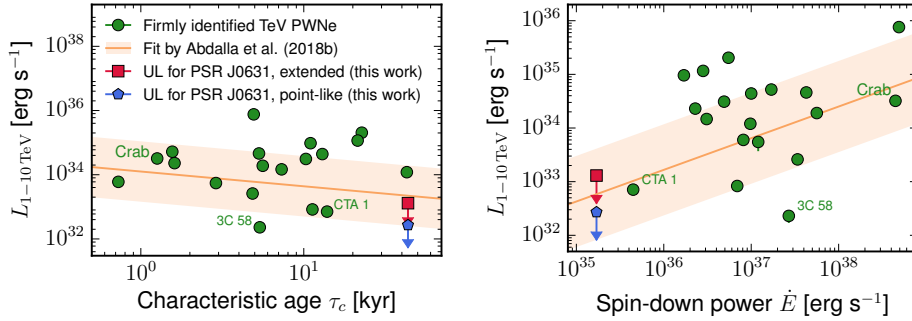 Firmly identified TeV PWNe
Fit by Abdalla et al. (2018b)
UL for PSR J0631, extended (this work)
UL for PSR J0631, point-like (this work)
10^38
10^36
10^34
10^32
L_{1−10 TeV} [erg s^{−1}]
Crab
3C 58
CTA 1
10^0
10^1
Characteristic age τ_c [kyr]
10^36
10^35
10^34
10^33
10^32
L_{1−10 TeV} [erg s^{−1}]
Crab
CTA 1
3C 58
10^35
10^36
10^37
10^38
Spin-down power Ė [erg s^{−1}]